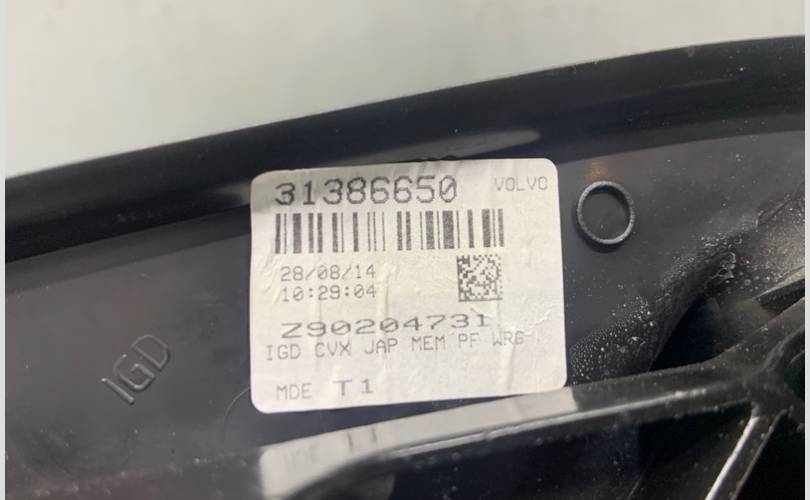 31386650 VOLVO
28/08/14
10:29:04
Z90204731
IGD CVX JAP MEM PF WRG
MDE T1
IGD